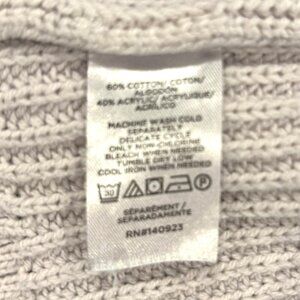 60% COTTON/ COTON/
ALGODÓN
40% ACRYLIC/ ACRYLIQUE/
ACRÍLICO
MACHINE WASH COLD
SEPARATELY
DELICATE CYCLE
ONLY NON-CHLORINE
BLEACH WHEN NEEDED
TUMBLE DRY LOW
COOL IRON WHEN NEEDED
30
P
SÉPARÉMENT/
SEPARADAMENTE
RN#140923